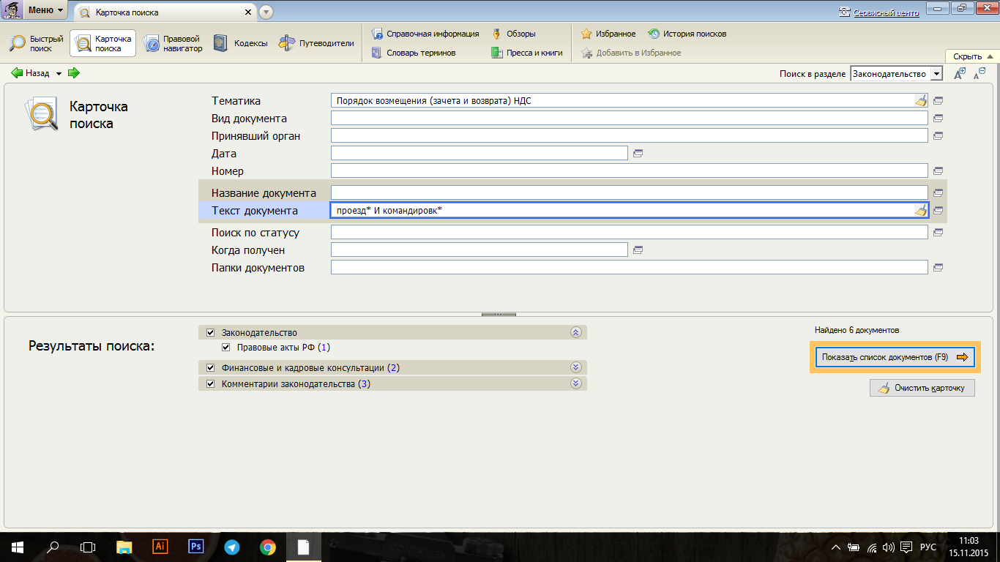 Меню
Карточка поиска
Сервисный центр
Быстрый поиск
Карточка поиска
Правовой навигатор
Кодексы
Путеводители
Справочная информация
Обзоры
Словарь терминов
Пресса и книги
Избранное
История поисков
Добавить в Избранное
Скрыть
Назад
Поиск в разделе Законодательство
Карточка
поиска
Тематика Порядок возмещения (зачета и возврата) НДС
Вид документа
Принявший орган
Дата
Номер
Название документа
Текст документа проезд* И командировк*
Поиск по статусу
Когда получен
Папки документов
Результаты поиска:
Законодательство
Правовые акты РФ (1)
Финансовые и кадровые консультации (2)
Комментарии законодательства (3)
Найдено 6 документов
Показать список документов (F9)
Очистить карточку
Ai
Ps
РУС
11:03
15.11.2015